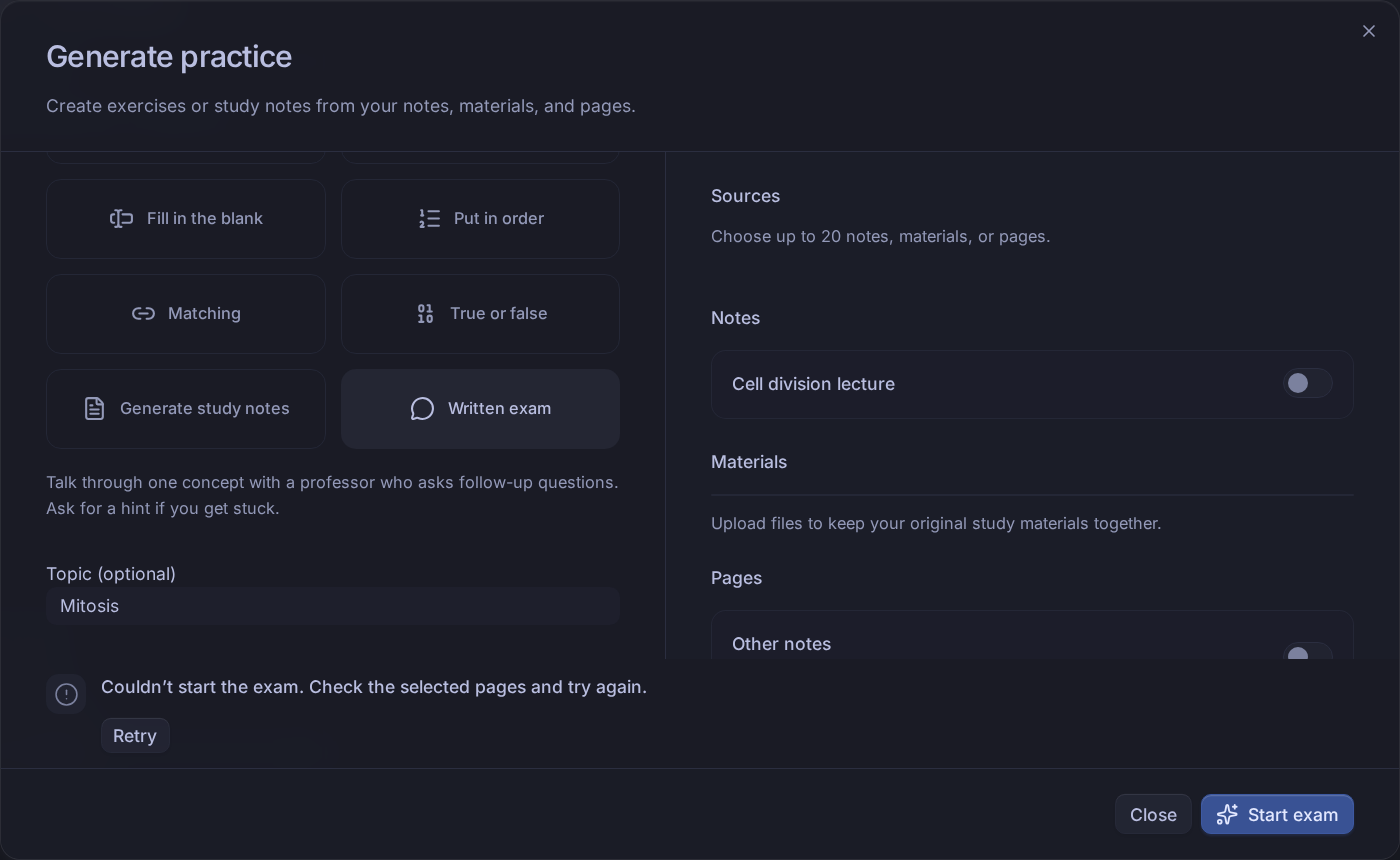 Generate practice
Create exercises or study notes from your notes, materials, and pages.
Fill in the blank
Put in order
Matching
True or false
Generate study notes
Written exam
Talk through one concept with a professor who asks follow-up questions.
Ask for a hint if you get stuck.
Topic (optional)
Mitosis
Sources
Choose up to 20 notes, materials, or pages.
Notes
Cell division lecture
Materials
Upload files to keep your original study materials together.
Pages
Other notes
Couldn’t start the exam. Check the selected pages and try again.
Retry
Close
Start exam